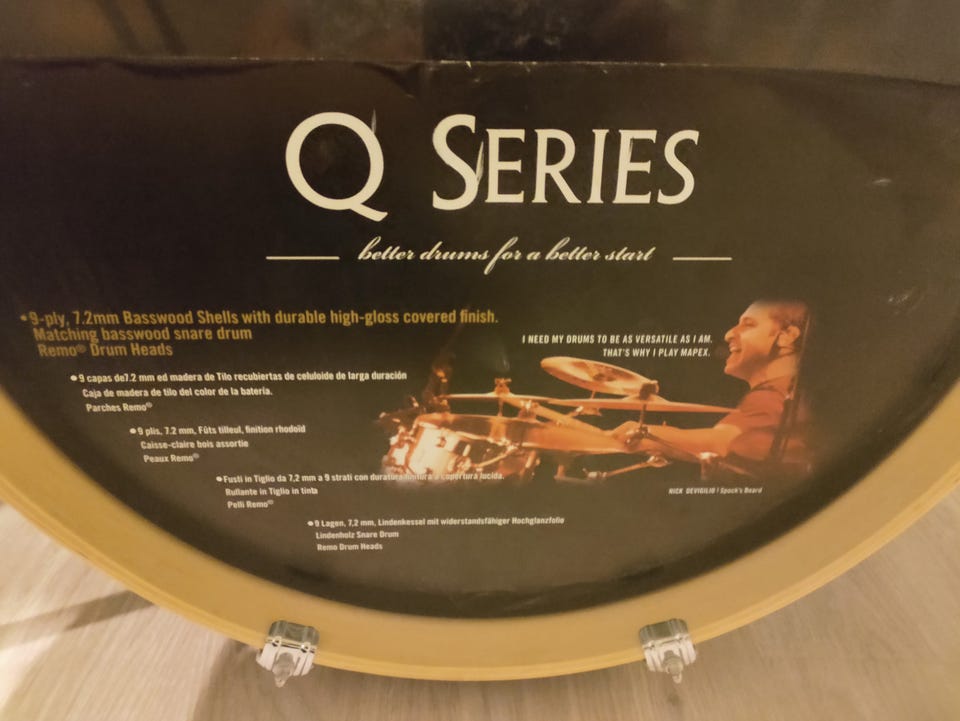 Q SERIES
better drums for a better start
•9-ply, 7.2mm Basswood Shells with durable high-gloss covered finish.
Matching basswood snare drum
Remo® Drum Heads
I NEED MY DRUMS TO BE AS VERSATILE AS I AM.
THAT'S WHY I PLAY MAPEX.
•9 capas de7.2 mm ed madera de Tilo recubiertas de celuloide de larga duración
Caja de madera de tilo del color de la bateria.
Parches Remo®
•9 plis, 7.2 mm, Fûts tilleul, finition rhodoïd
Caisse-claire bois assortie
Peaux Remo®
•Fusti in Tiglio da 7,2 mm a 9 strati con duratura finitura a copertura lucida.
Rullante in Tiglio in tinta
Pelli Remo®
NICK DEVIGILIO | Spock's Beard
•9 Lagen, 7,2 mm, Lindenkessel mit widerstandsfähiger Hochglanzfolie
Lindenholz Snare Drum
Remo Drum Heads